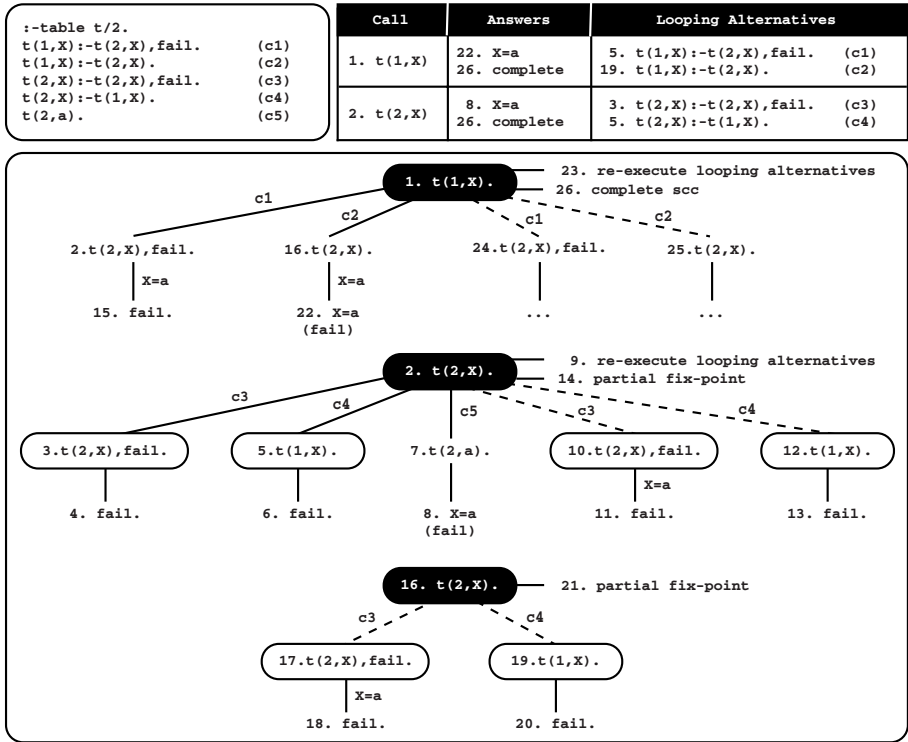 :-table t/2.
t(1,X):-t(2,X),fail. (c1)
t(1,X):-t(2,X). (c2)
t(2,X):-t(2,X),fail. (c3)
t(2,X):-t(1,X). (c4)
t(2,a). (c5)
Call Answers Looping Alternatives
1. t(1,X)
22. X=a
26. complete
5. t(1,X):-t(2,X),fail. (c1)
19. t(1,X):-t(2,X). (c2)
2. t(2,X)
8. X=a
26. complete
3. t(2,X):-t(2,X),fail. (c3)
5. t(2,X):-t(1,X). (c4)
1. t(1,X).
23. re-execute looping alternatives
26. complete scc
c1
c2
c1
c2
2.t(2,X),fail.
16.t(2,X).
24.t(2,X),fail.
25.t(2,X).
X=a
X=a
15. fail.
22. X=a
(fail)
...
...
2. t(2,X).
9. re-execute looping alternatives
14. partial fix-point
c3
c4
c5
c3
c4
3.t(2,X),fail.
5.t(1,X).
7.t(2,a).
10.t(2,X),fail.
12.t(1,X).
X=a
4. fail.
6. fail.
8. X=a
(fail)
11. fail.
13. fail.
16. t(2,X).
21. partial fix-point
c3
c4
17.t(2,X),fail.
19.t(1,X).
X=a
18. fail.
20. fail.